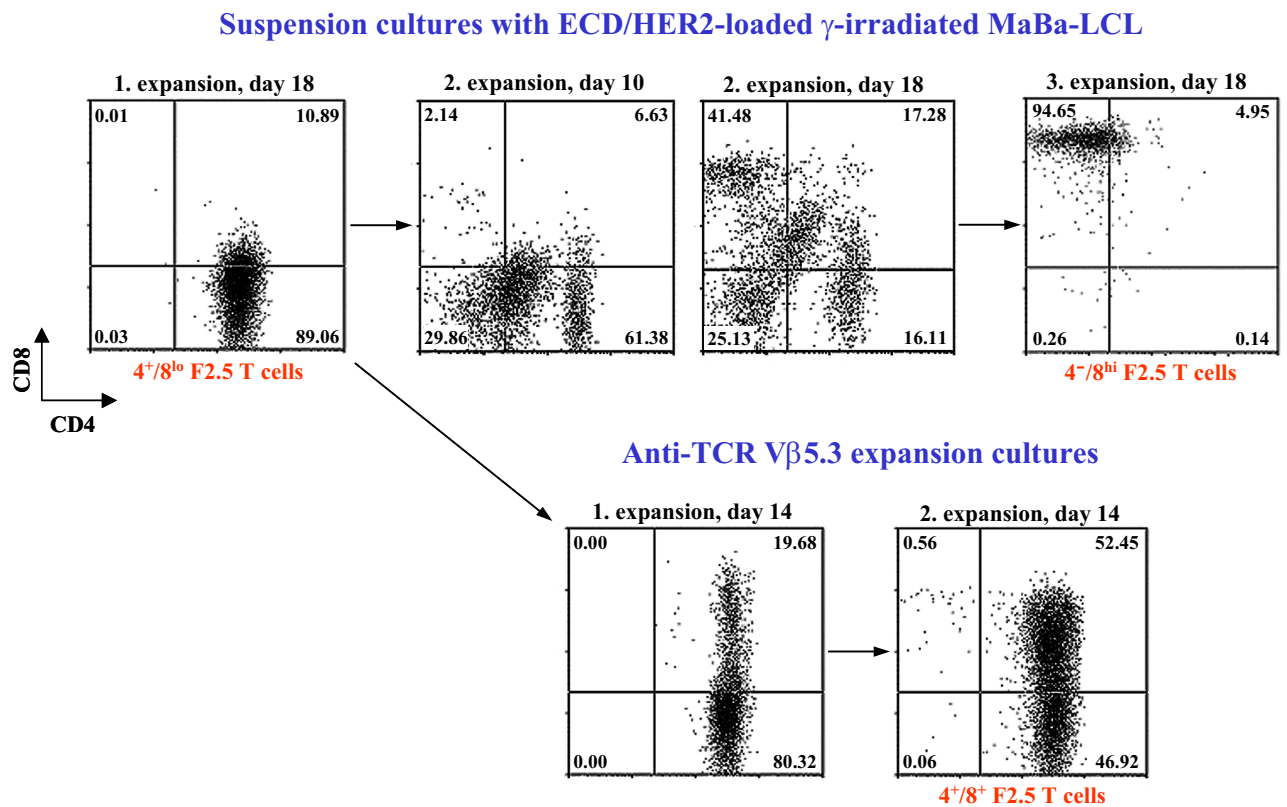 Suspension cultures with ECD/HER2-loaded γ-irradiated MaBa-LCL
1. expansion, day 18
2. expansion, day 10
2. expansion, day 18
3. expansion, day 18
0.01 10.89
2.14 6.63
41.48 17.28
94.65 4.95
0.03 89.06
29.86 61.38
25.13 16.11
0.26 0.14
4⁺/8ˡᵒ F2.5 T cells
4⁻/8ʰⁱ F2.5 T cells
CD8
CD4
Anti-TCR Vβ5.3 expansion cultures
1. expansion, day 14
2. expansion, day 14
0.00 19.68
0.56 52.45
0.00 80.32
0.06 46.92
4⁺/8⁺ F2.5 T cells